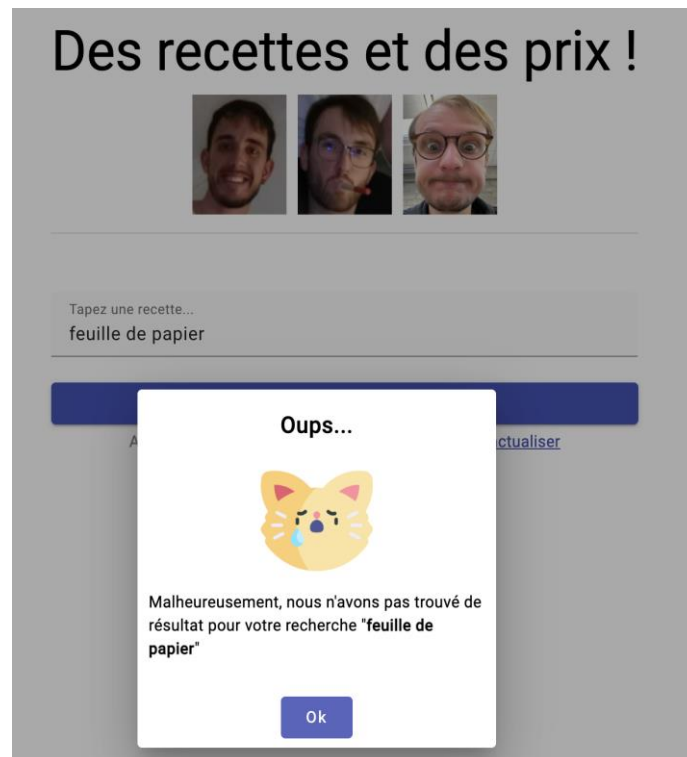 Des recettes et des prix !
Tapez une recette...
feuille de papier
Oups...
ctualiser
Malheureusement, nous n'avons pas trouvé de
résultat pour votre recherche "feuille de
papier"
Ok